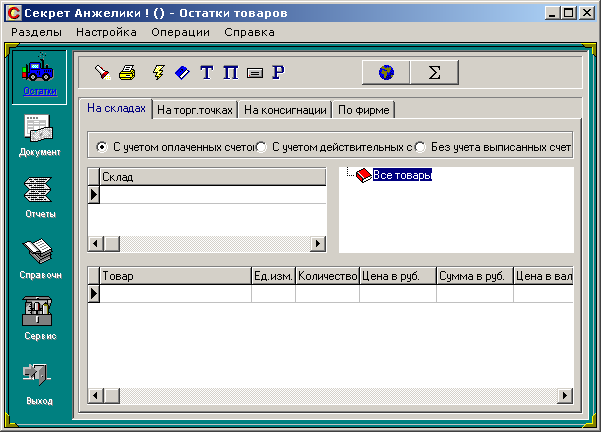 Секрет Анжелики ! () - Остатки товаров
Разделы Настройка Операции Справка
Остатки
Документ
Отчеты
Справочн
Сервис
Выход
Т П Р Σ
На складах На торг.точках На консигнации По фирме
С учетом оплаченных счетов С учетом действительных с Без учета выписанных счет
Склад
Все товары
Товар Ед.изм. Количество Цена в руб. Сумма в руб. Цена в вал